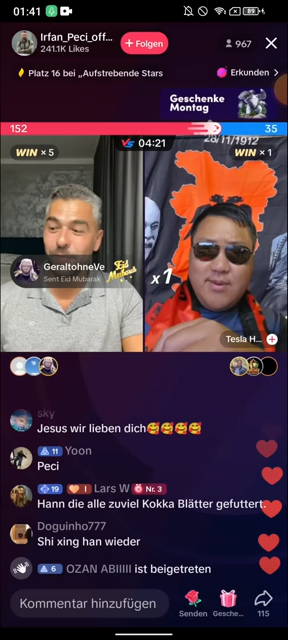 01:41
89
Irfan_Peci_off...
241.1K Likes
+ Folgen
967
Platz 16 bei „Aufstrebende Stars
Erkunden >
Geschenke
Montag
152
35
WIN × 5
VS 04:21
28/11/1912
WIN × 1
GeraltohneVe
Sent Eid Mubarak
Eid Mubarak
x1
Tesla H...
sky
Jesus wir lieben dich🥰🥰🥰🥰
11 Yoon
Peci
19 I Lars W Nr. 3
Hann die alle zuviel Kokka Blätter gefuttert.
Doguinho777
Shi xing han wieder
6 OZAN ABIIIII ist beigetreten
Kommentar hinzufügen
Senden
Gesche...
115